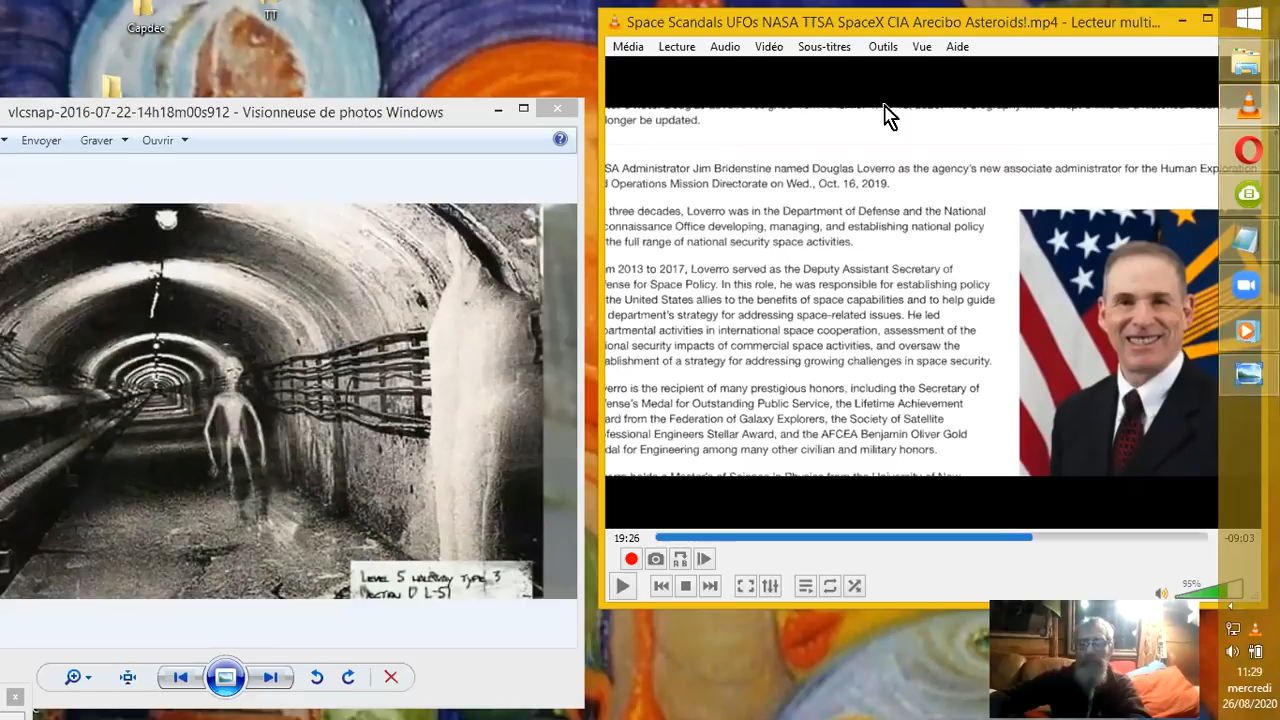 Capdec
TT
vlcsnap-2016-07-22-14h18m00s912 - Visionneuse de photos Windows
Envoyer Graver Ouvrir
LEVEL 5
TYPE 3
Space Scandals UFOs NASA TTSA SpaceX CIA Arecibo Asteroids!.mp4 - Lecteur multi...
Média Lecture Audio Vidéo Sous-titres Outils Vue Aide
longer be updated.
SA Administrator Jim Bridenstine named Douglas Loverro as the agency's new associate administrator for the Human Exploration
d Operations Mission Directorate on Wed., Oct. 16, 2019.
three decades, Loverro was in the Department of Defense and the National
connaissance Office developing, managing, and establishing national policy
the full range of national security space activities.
m 2013 to 2017, Loverro served as the Deputy Assistant Secretary of
fense for Space Policy. In this role, he was responsible for establishing policy
the United States allies to the benefits of space capabilities and to help guide
department's strategy for addressing space-related issues. He led
partmental activities in international space cooperation, assessment of the
ional security impacts of commercial space activities, and oversaw the
ablishment of a strategy for addressing growing challenges in space security.
verro is the recipient of many prestigious honors, including the Secretary of
fense's Medal for Outstanding Public Service, the Lifetime Achievement
ard from the Federation of Galaxy Explorers, the Society of Satellite
ofessional Engineers Stellar Award, and the AFCEA Benjamin Oliver Gold
dal for Engineering among many other civilian and military honors.
19:26
-09:03
95%
11:29
mercredi
26/08/2020